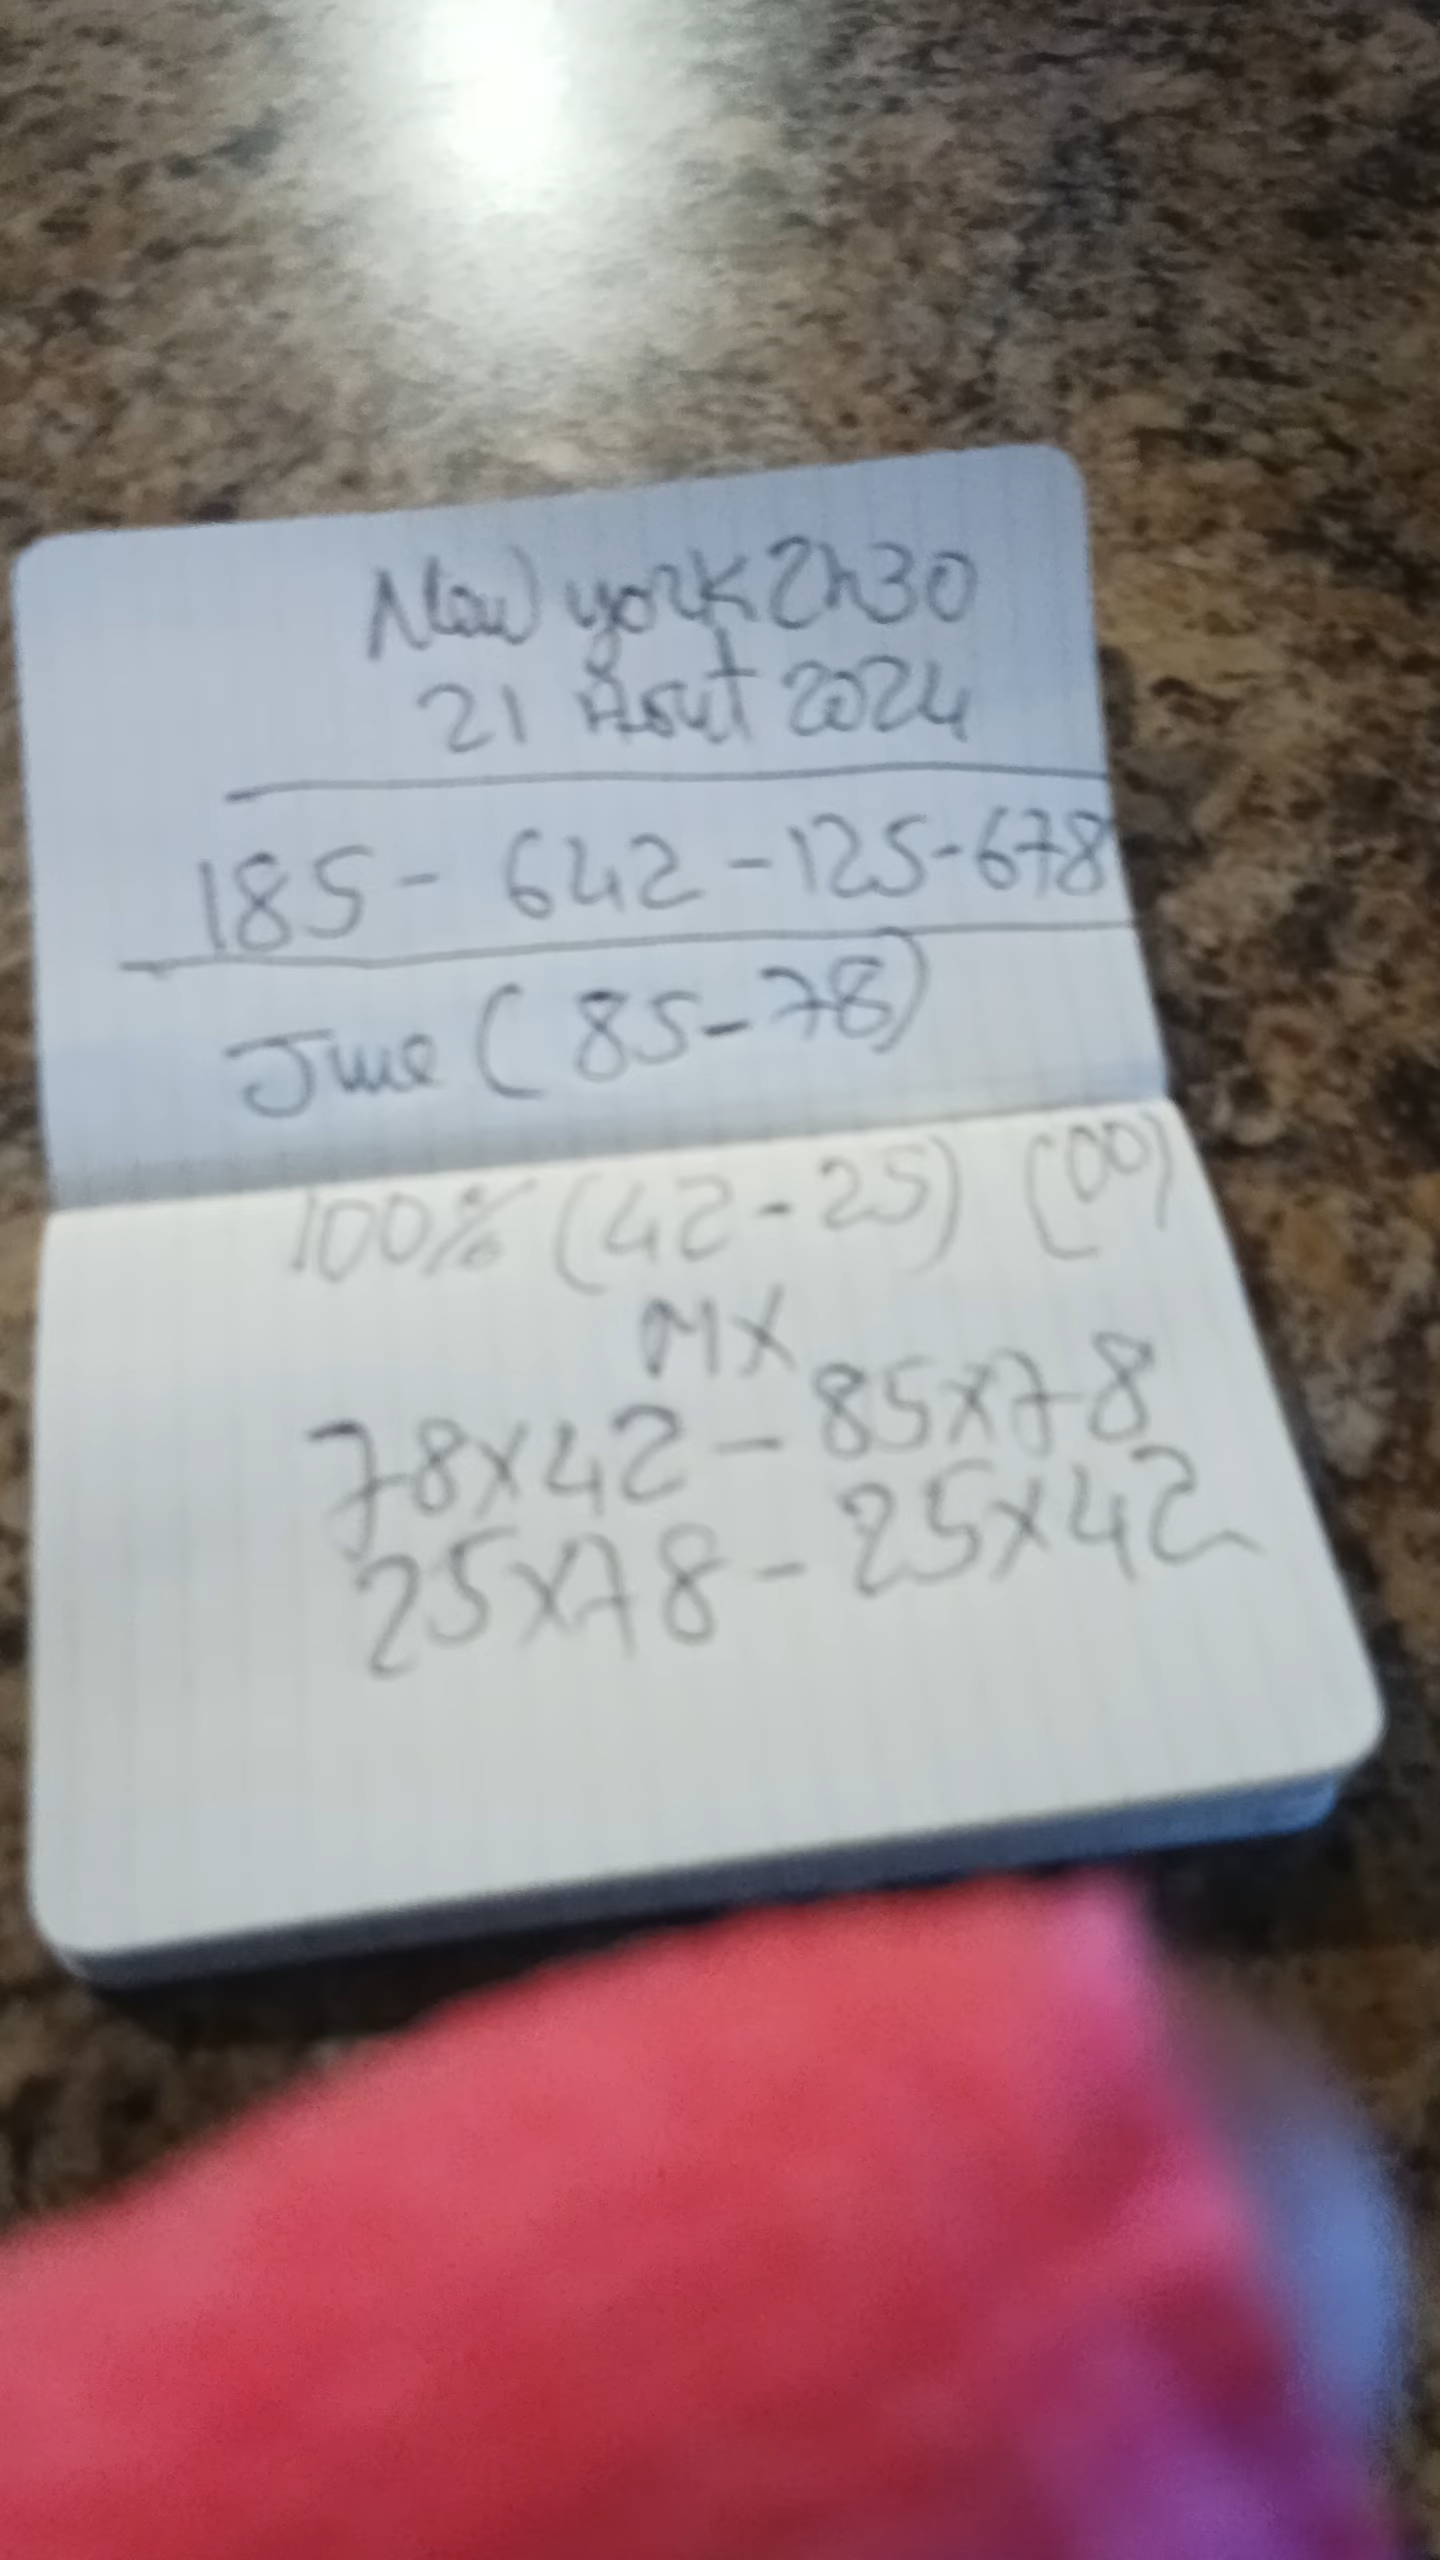 New york 2h30
21 Aout 2024
185 - 642 - 125 - 678
June (85-78)
100% (42-25) (00)
MX
78x42 - 85x78
25x78 - 25x42